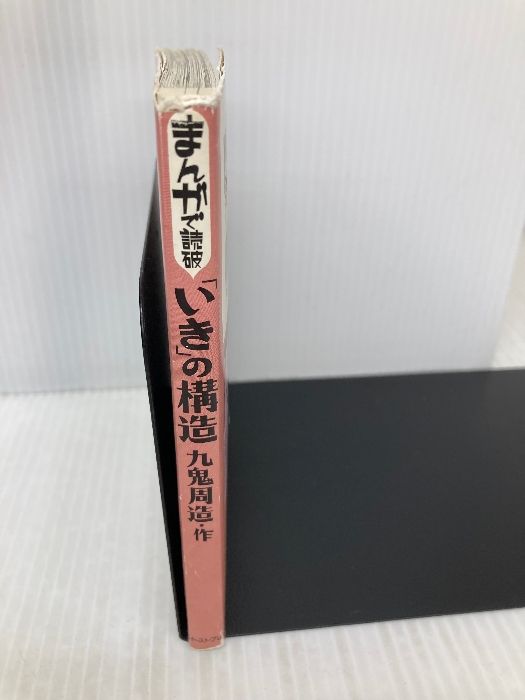 まんがで読破
「いき」の構造
九鬼周造・作